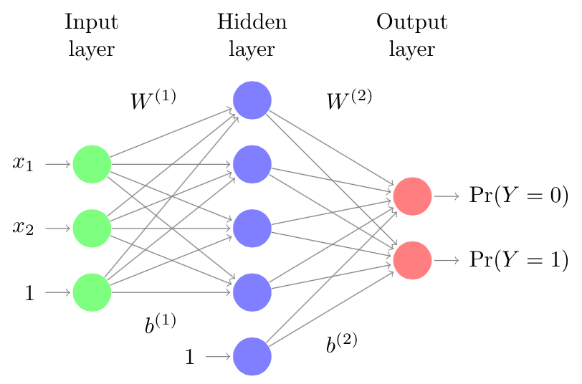 Input
layer
Hidden
layer
Output
layer
W^{(1)}
W^{(2)}
x_1
x_2
1
b^{(1)}
1
b^{(2)}
Pr(Y = 0)
Pr(Y = 1)